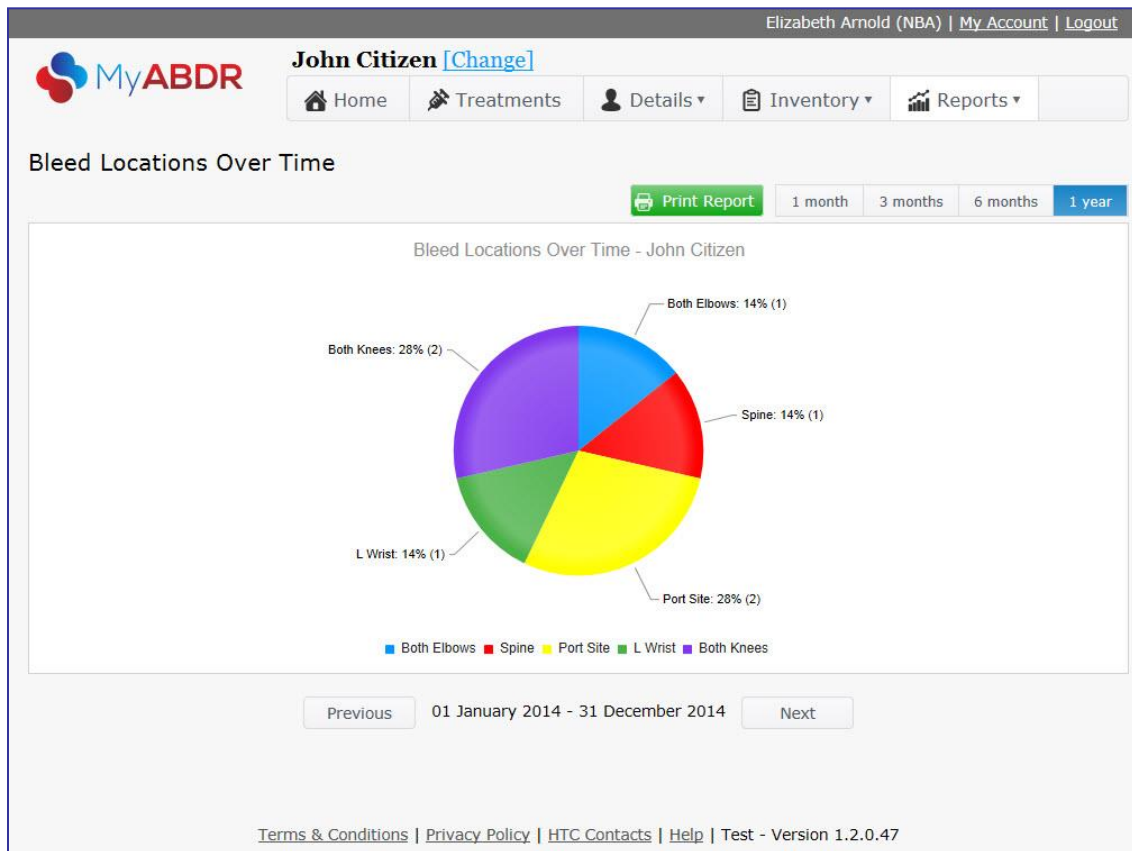 Elizabeth Arnold (NBA) | My Account | Logout
MyABDR
John Citizen [Change]
Home Treatments Details ▾ Inventory ▾ Reports ▾
Bleed Locations Over Time
Print Report 1 month 3 months 6 months 1 year
Bleed Locations Over Time - John Citizen
Both Elbows: 14% (1)
Both Knees: 28% (2)
Spine: 14% (1)
L Wrist: 14% (1)
Port Site: 28% (2)
Both Elbows Spine Port Site L Wrist Both Knees
Previous 01 January 2014 - 31 December 2014 Next
Terms & Conditions | Privacy Policy | HTC Contacts | Help | Test - Version 1.2.0.47